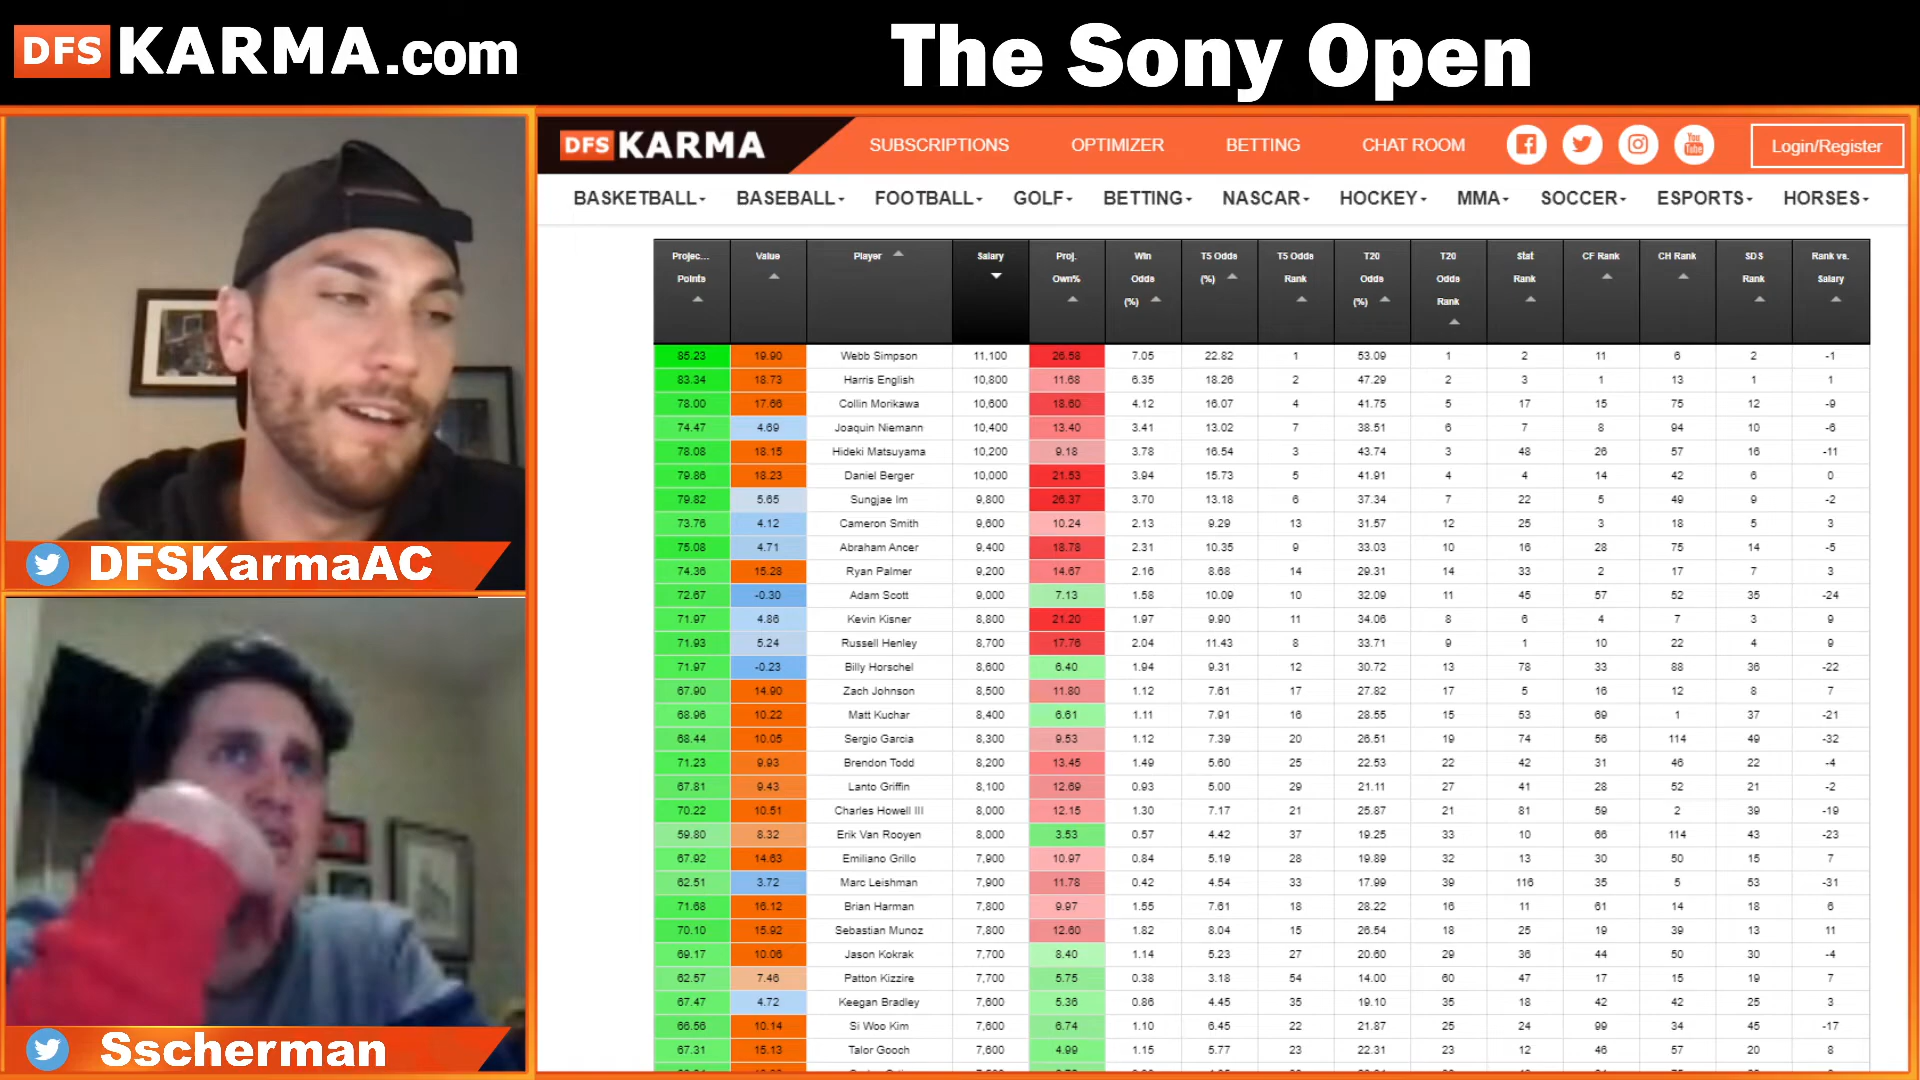 DFS KARMA.com
The Sony Open
DFS KARMA SUBSCRIPTIONS OPTIMIZER BETTING CHAT ROOM You Tube Login/Register
BASKETBALL BASEBALL FOOTBALL GOLF BETTING NASCAR HOCKEY MMA SOCCER ESPORTS HORSES
Projec... Points Value Player Salary Proj. Own% Win Odds (%) T5 Odds (%) T5 Odds Rank T20 Odds (%) T20 Odds Rank Stat Rank CF Rank CH Rank SDS Rank Rank vs. Salary
85.23 19.90 Webb Simpson 11,100 26.58 7.05 22.82 1 53.09 1 2 11 6 2 -1
83.34 18.73 Harris English 10,800 11.68 6.35 18.26 2 47.29 2 3 1 13 1 1
78.00 17.66 Collin Morikawa 10,600 18.60 4.12 16.07 4 41.75 5 17 15 75 12 -9
74.47 4.69 Joaquin Niemann 10,400 13.40 3.41 13.02 7 38.51 6 7 8 94 10 -6
78.08 18.15 Hideki Matsuyama 10,200 9.18 3.78 16.54 3 43.74 3 48 26 57 16 -11
79.86 18.23 Daniel Berger 10,000 21.53 3.94 15.73 5 41.91 4 4 14 42 6 0
79.82 5.65 Sungjae Im 9,800 26.37 3.70 13.18 6 37.34 7 22 5 49 9 -2
73.76 4.12 Cameron Smith 9,600 10.24 2.13 9.29 13 31.57 12 25 3 18 5 3
75.08 4.71 Abraham Ancer 9,400 18.78 2.31 10.35 9 33.03 10 16 28 75 14 -5
74.36 15.28 Ryan Palmer 9,200 14.67 2.16 8.68 14 29.31 14 33 2 17 7 3
72.67 -0.30 Adam Scott 9,000 7.13 1.58 10.09 10 32.09 11 45 57 52 35 -24
71.97 4.86 Kevin Kisner 8,800 21.20 1.97 9.90 11 34.06 8 6 4 7 3 9
71.93 5.24 Russell Henley 8,700 17.76 2.04 11.43 8 33.71 9 1 10 22 4 9
71.97 -0.23 Billy Horschel 8,600 6.40 1.94 9.31 12 30.72 13 78 33 88 36 -22
67.90 14.90 Zach Johnson 8,500 11.80 1.12 7.61 17 27.82 17 5 16 12 8 7
68.96 10.22 Matt Kuchar 8,400 6.61 1.11 7.91 16 28.55 15 53 69 1 37 -21
68.44 10.05 Sergio Garcia 8,300 9.53 1.12 7.39 20 26.51 19 74 56 114 49 -32
71.23 9.93 Brendon Todd 8,200 13.45 1.49 5.60 25 22.53 22 42 31 46 22 -4
67.81 9.43 Lanto Griffin 8,100 12.69 0.93 5.00 29 21.11 27 41 28 52 21 -2
70.22 10.51 Charles Howell III 8,000 12.15 1.30 7.17 21 25.87 21 81 59 2 39 -19
59.80 8.32 Erik Van Rooyen 8,000 3.53 0.57 4.42 37 19.25 33 10 66 114 43 -23
67.92 14.63 Emiliano Grillo 7,900 10.97 0.84 5.19 28 19.89 32 13 30 50 15 7
62.51 3.72 Marc Leishman 7,900 11.78 0.42 4.54 33 17.99 39 116 35 5 53 -31
71.68 16.12 Brian Harman 7,800 9.97 1.55 7.61 18 28.22 16 11 61 14 18 6
70.10 15.92 Sebastian Munoz 7,800 12.60 1.82 8.04 15 26.54 18 25 19 39 13 11
69.17 10.06 Jason Kokrak 7,700 8.40 1.14 5.23 27 20.60 29 36 44 50 30 -4
62.57 7.46 Patton Kizzire 7,700 5.75 0.38 3.18 54 14.00 60 47 17 15 19 7
67.47 4.72 Keegan Bradley 7,600 5.36 0.86 4.45 35 19.10 35 18 42 42 25 3
66.56 10.14 Si Woo Kim 7,600 6.74 1.10 6.45 22 21.87 25 24 99 34 45 -17
67.31 15.13 Talor Gooch 7,600 4.99 1.15 5.77 23 22.31 23 12 46 57 20 8
DFSKarmaAC
Sscherman